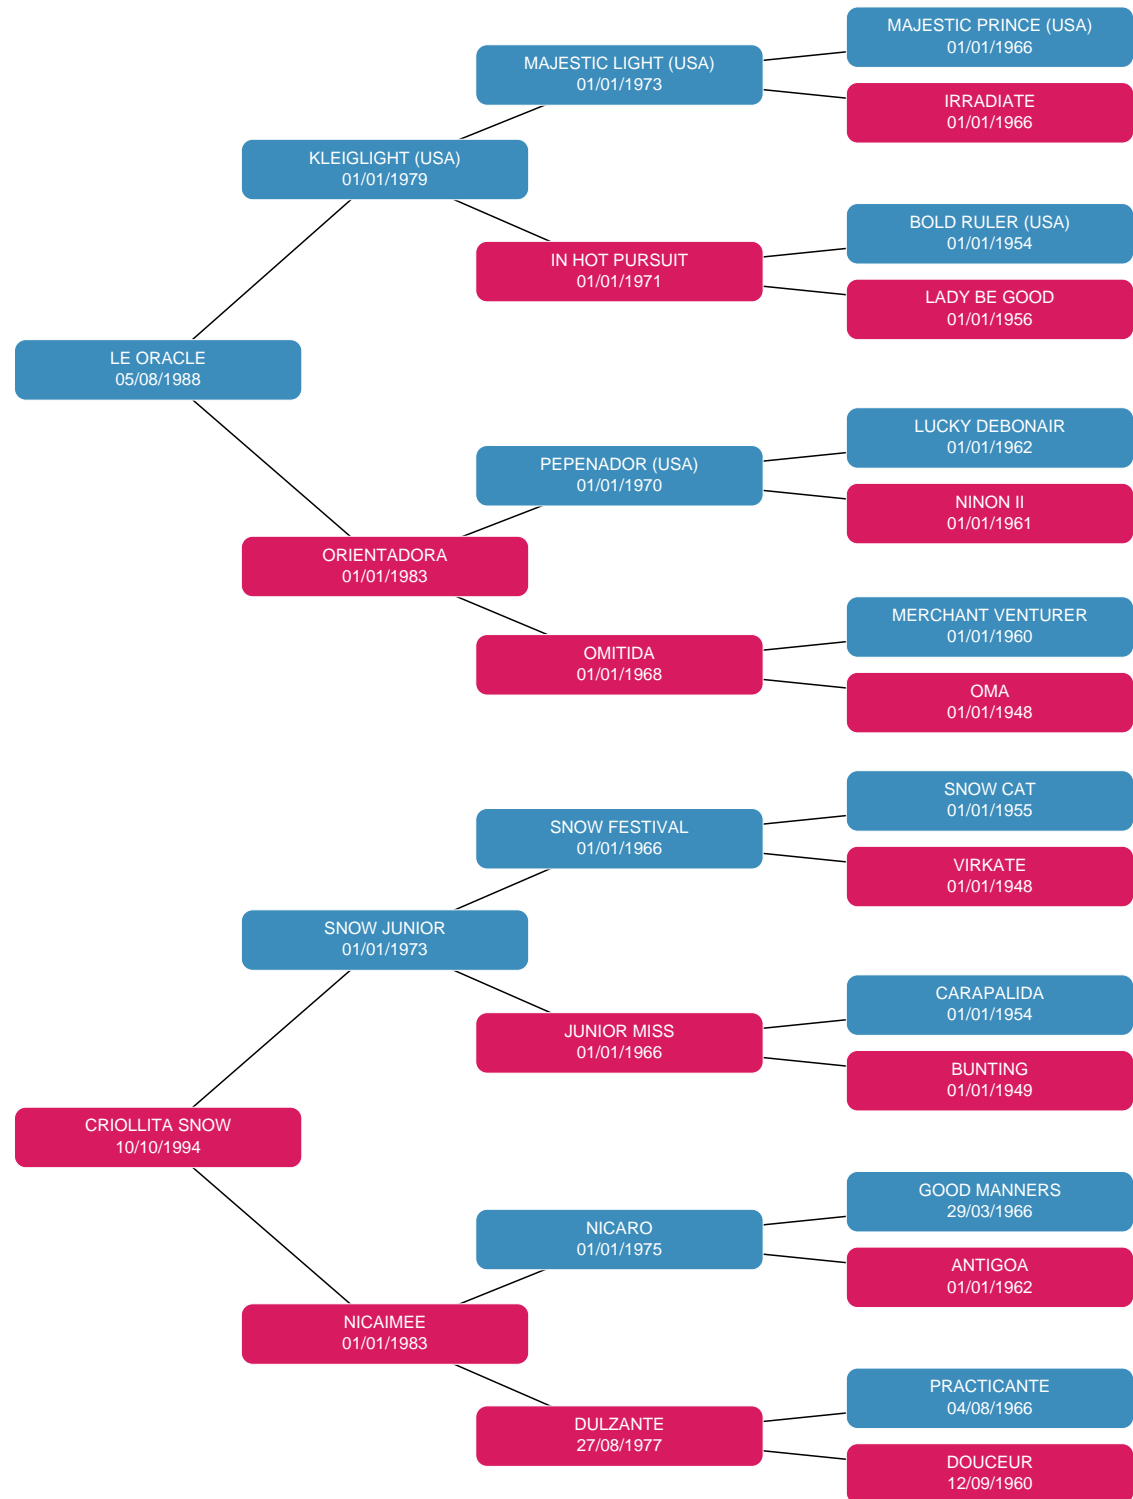 MAJESTIC PRINCE (USA)
01/01/1966
MAJESTIC LIGHT (USA)
01/01/1973
IRRADIATE
01/01/1966
KLEIGLIGHT (USA)
01/01/1979
BOLD RULER (USA)
01/01/1954
IN HOT PURSUIT
01/01/1971
LADY BE GOOD
01/01/1956
LE ORACLE
05/08/1988
LUCKY DEBONAIR
01/01/1962
PEPENADOR (USA)
01/01/1970
NINON II
01/01/1961
ORIENTADORA
01/01/1983
MERCHANT VENTURER
01/01/1960
OMITIDA
01/01/1968
OMA
01/01/1948
SNOW CAT
01/01/1955
SNOW FESTIVAL
01/01/1966
VIRKATE
01/01/1948
SNOW JUNIOR
01/01/1973
CARAPALIDA
01/01/1954
JUNIOR MISS
01/01/1966
BUNTING
01/01/1949
CRIOLLITA SNOW
10/10/1994
GOOD MANNERS
29/03/1966
NICARO
01/01/1975
ANTIGOA
01/01/1962
NICAIMEE
01/01/1983
PRACTICANTE
04/08/1966
DULZANTE
27/08/1977
DOUCEUR
12/09/1960